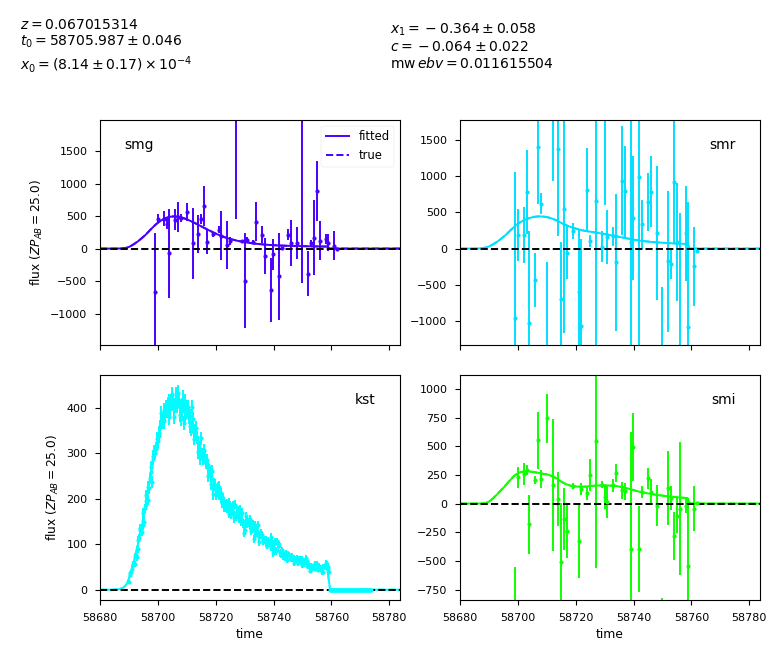 z = 0.067015314
t₀ = 58705.987 ± 0.046
x₀ = (8.14 ± 0.17) × 10⁻⁴
x₁ = −0.364 ± 0.058
c = −0.064 ± 0.022
mw ebv = 0.011615504
smg
fitted
true
1500
1000
500
0
−500
−1000
flux (ZP_AB = 25.0)
smr
1500
1000
500
0
−500
−1000
kst
400
300
200
100
0
flux (ZP_AB = 25.0)
58680 58700 58720 58740 58760 58780
time
smi
1000
750
500
250
0
−250
−500
−750
58680 58700 58720 58740 58760 58780
time